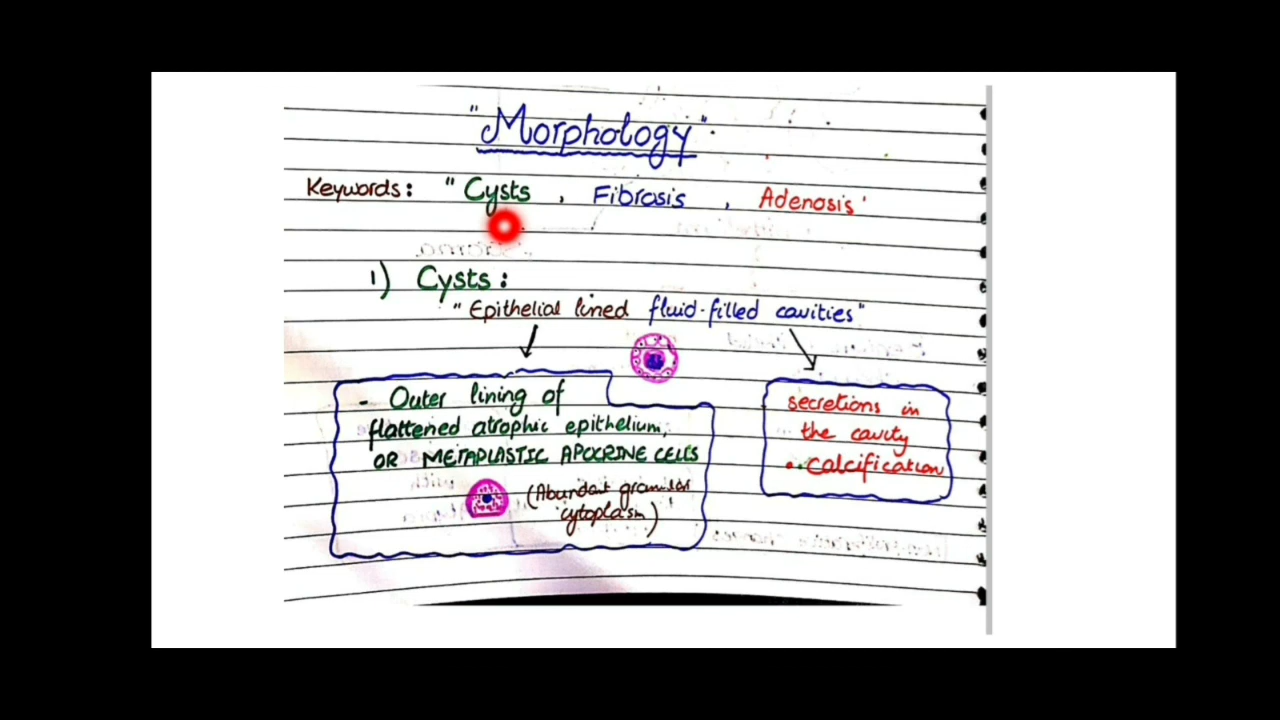 "Morphology".
Keywords: "Cysts, Fibrosis, Adenosis'
1) Cysts:
"Epithelial lined fluid-filled cavities"
- Outer lining of
flattened atrophic epithelium,
OR METAPLASTIC APOCRINE CELLS
(Abundant granular
cytoplasm)
secretions in
the cavity
• Calcification